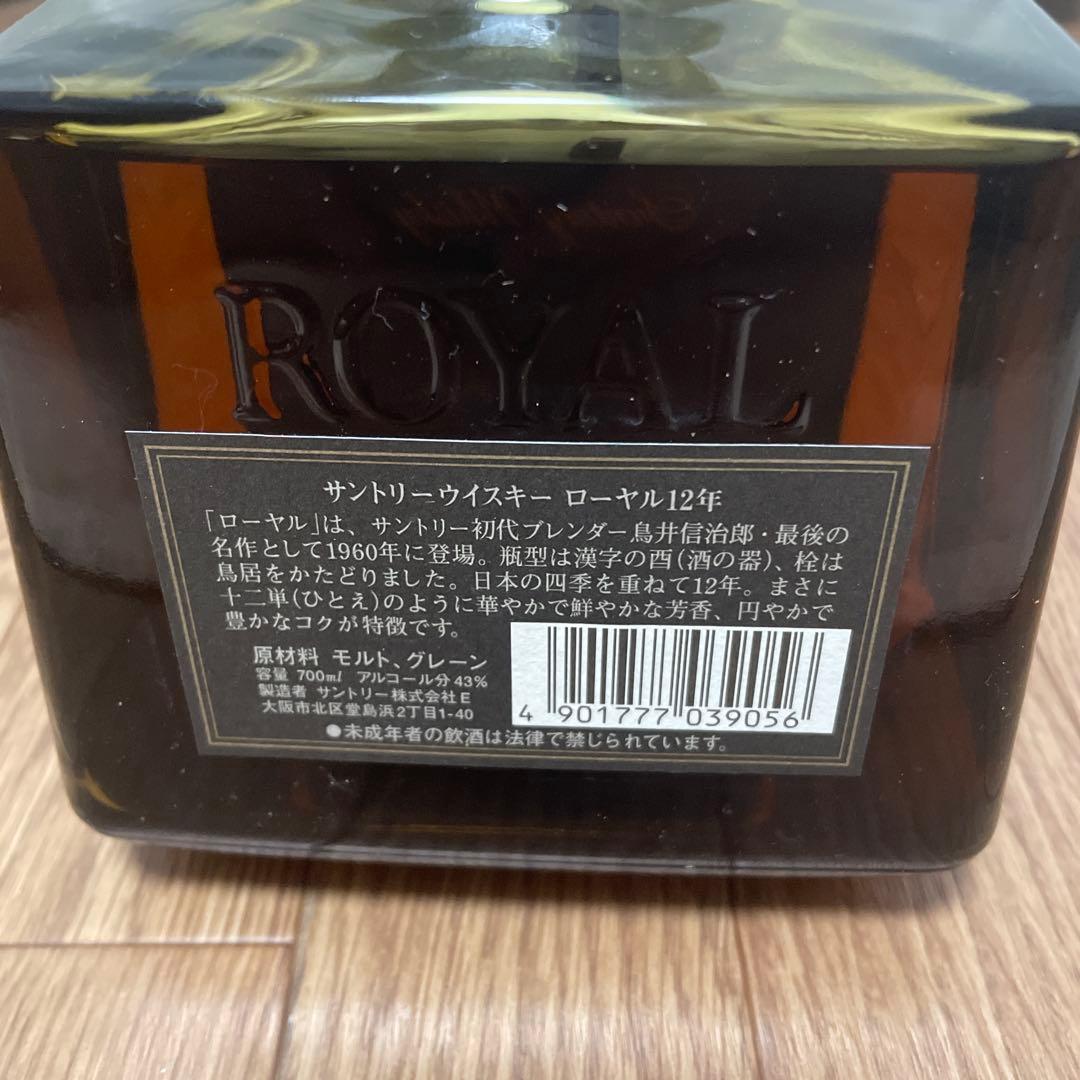 ROYAL
サントリーウイスキー ローヤル12年
「ローヤル」は、サントリー初代ブレンダー鳥井信治郎・最後の
名作として1960年に登場。瓶型は漢字の酉(酒の器)、栓は
鳥居をかたどりました。日本の四季を重ねて12年。まさに
十二単(ひとえ)のように華やかで鮮やかな芳香、円やかで
豊かなコクが特徴です。
原材料 モルト、グレーン
容量 700ml アルコール分 43%
製造者 サントリー株式会社E
大阪市北区堂島浜2丁目1-40
4 901777 039056
●未成年者の飲酒は法律で禁じられています。